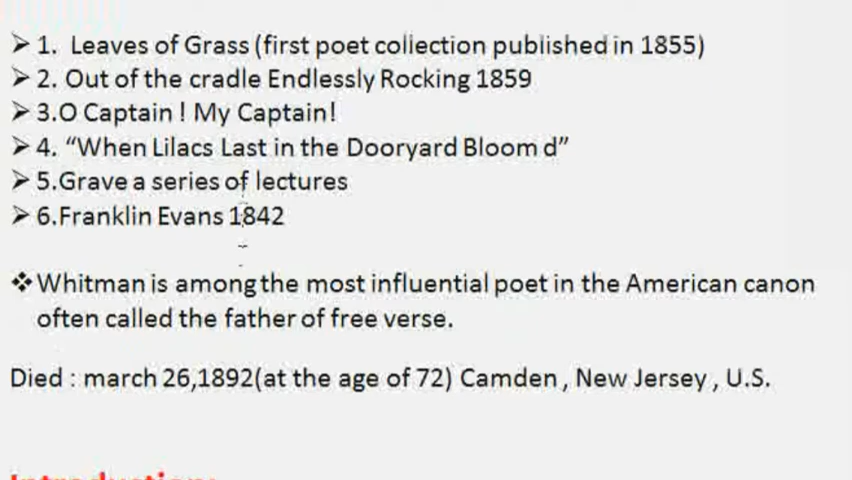 ➢ 1. Leaves of Grass (first poet collection published in 1855)
➢ 2. Out of the cradle Endlessly Rocking 1859
➢ 3.O Captain ! My Captain!
➢ 4. “When Lilacs Last in the Dooryard Bloom d”
➢ 5.Grave a series of lectures
➢ 6.Franklin Evans 1842
❖ Whitman is among the most influential poet in the American canon
often called the father of free verse.
Died : march 26,1892(at the age of 72) Camden , New Jersey , U.S.